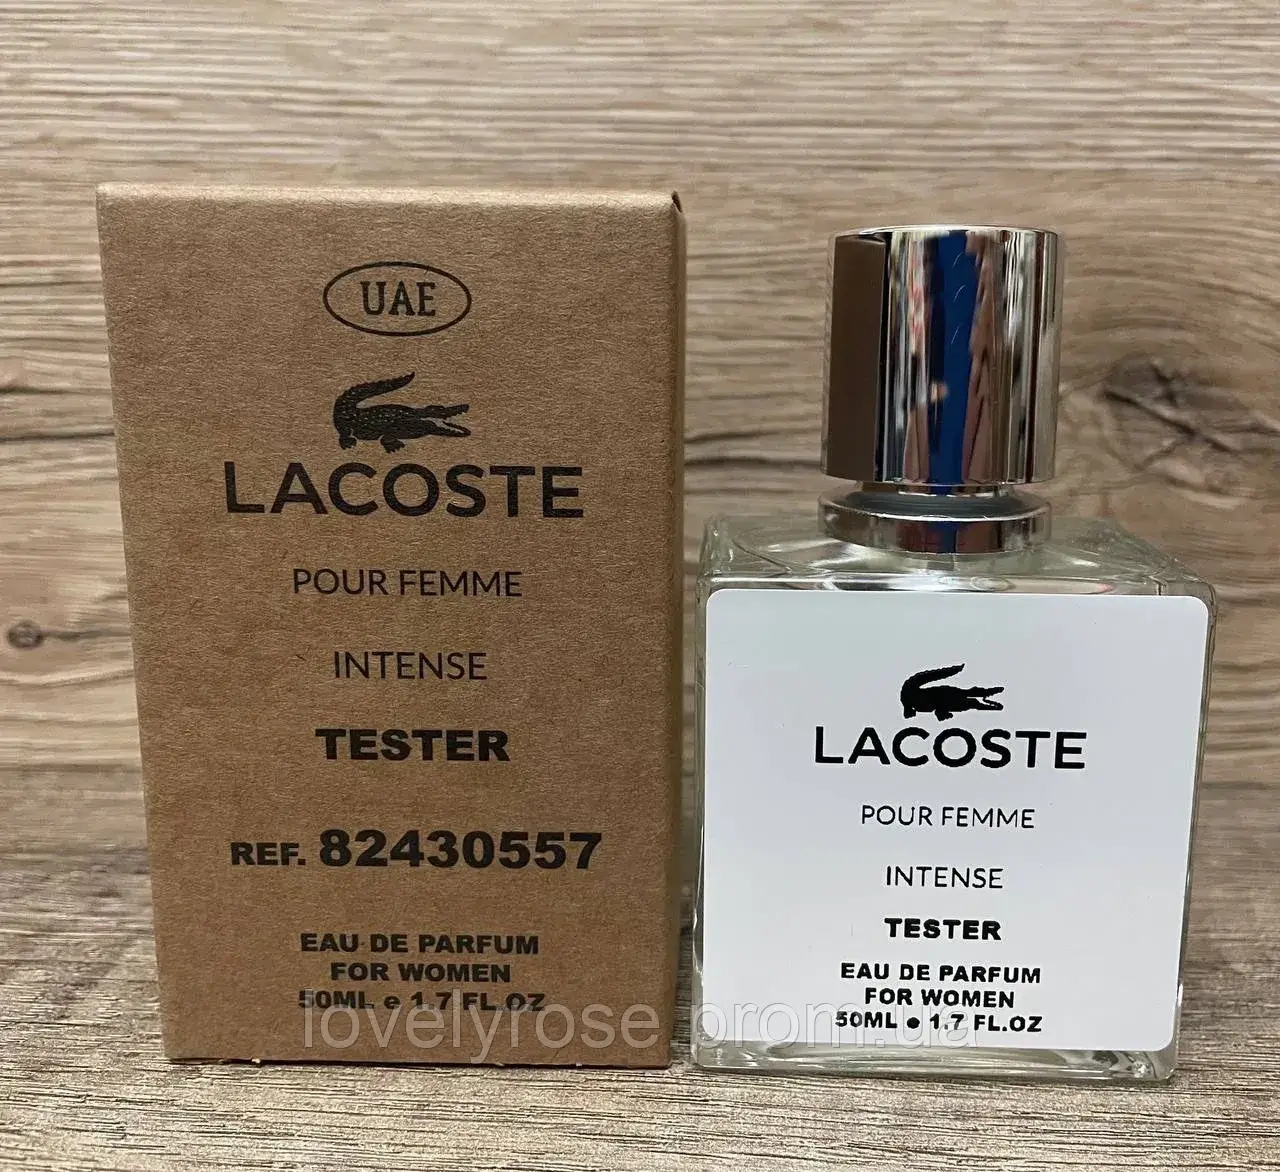 UAE
LACOSTE
POUR FEMME
INTENSE
TESTER
REF. 82430557
EAU DE PARFUM
FOR WOMEN
50ML e 1.7 FL.OZ
LACOSTE
POUR FEMME
INTENSE
TESTER
EAU DE PARFUM
FOR WOMEN
50ML e 1.7 FL.OZ
lovelyrose.prom.ua